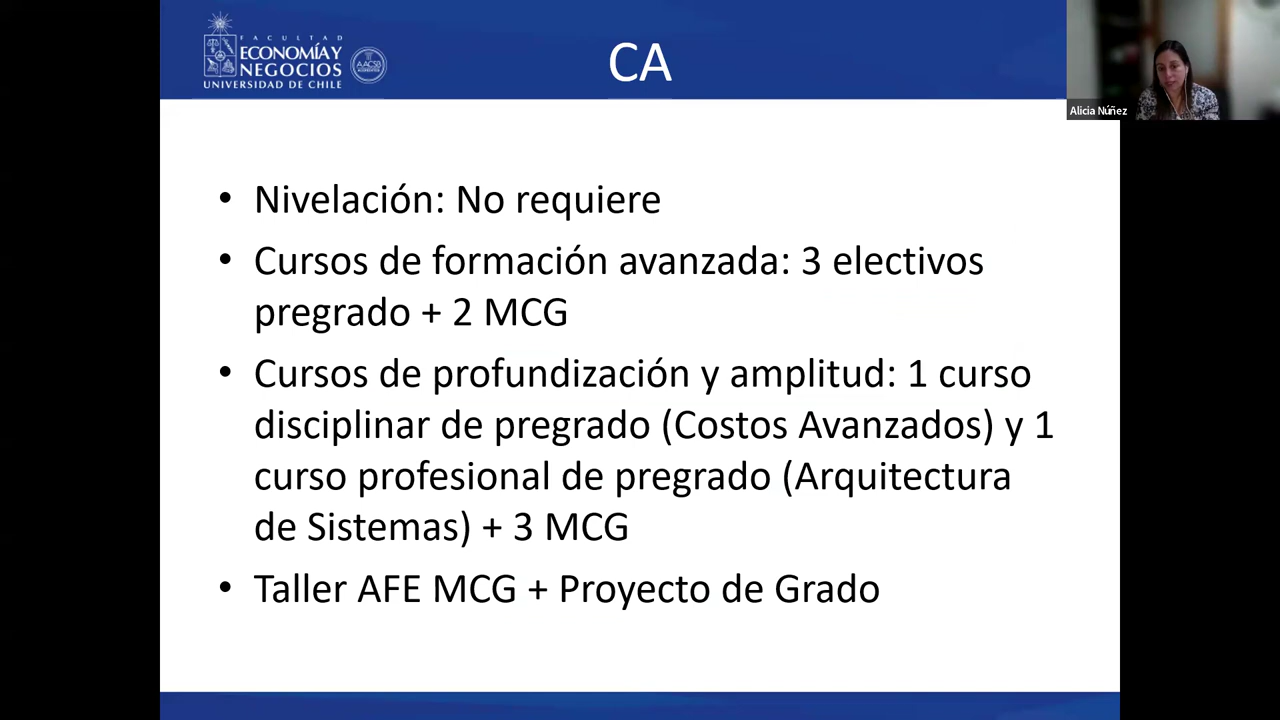 FACULTAD
ECONOMÍA Y
NEGOCIOS
UNIVERSIDAD DE CHILE
AACSB
ACCREDITED
CA
Alicia Núñez
• Nivelación: No requiere
• Cursos de formación avanzada: 3 electivos
pregrado + 2 MCG
• Cursos de profundización y amplitud: 1 curso
disciplinar de pregrado (Costos Avanzados) y 1
curso profesional de pregrado (Arquitectura
de Sistemas) + 3 MCG
• Taller AFE MCG + Proyecto de Grado